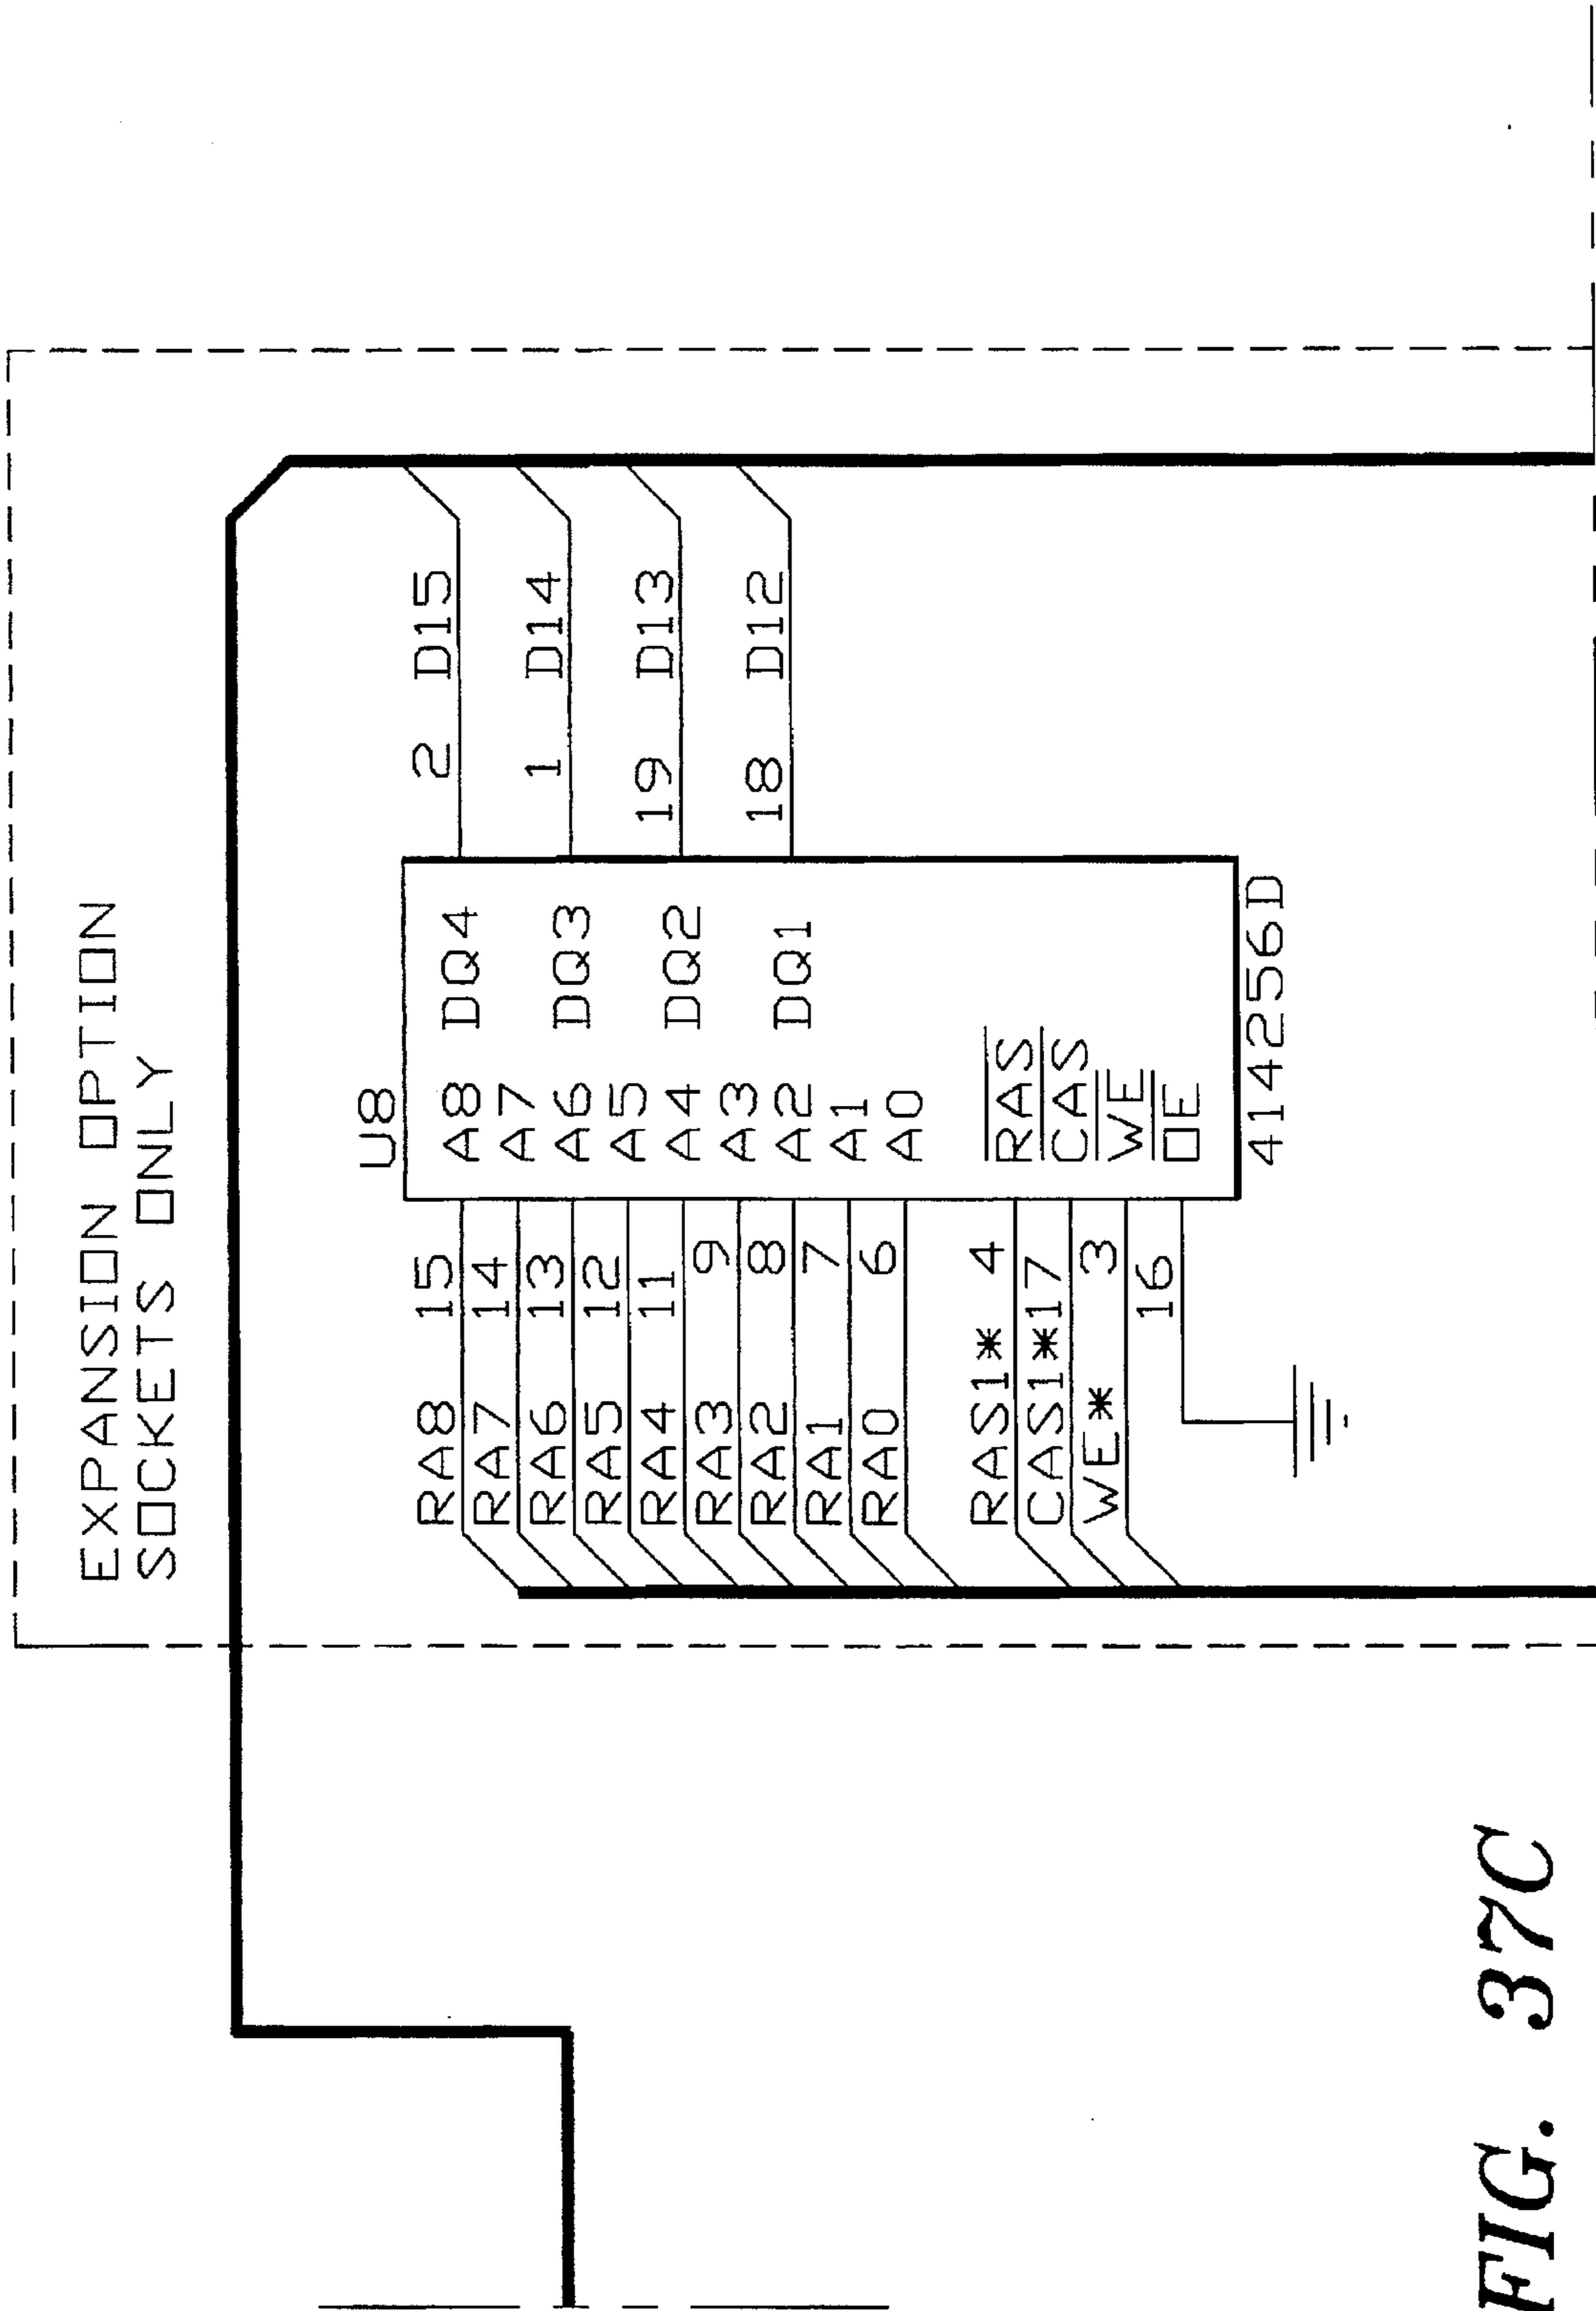 EXPANSION OPTION
SOCKETS ONLY
U8
RA8 15 A8 DQ4 2 D15
RA7 14 A7
RA6 13 A6 DQ3 1 D14
RA5 12 A5
RA4 11 A4 DQ2 19 D13
RA3 9 A3
RA2 8 A2 DQ1 18 D12
RA1 7 A1
RA0 6 A0
RAS1* 4 RAS
CAS1*17 CAS
WE* 3 WE
16 OE
414256D
FIG. 37C